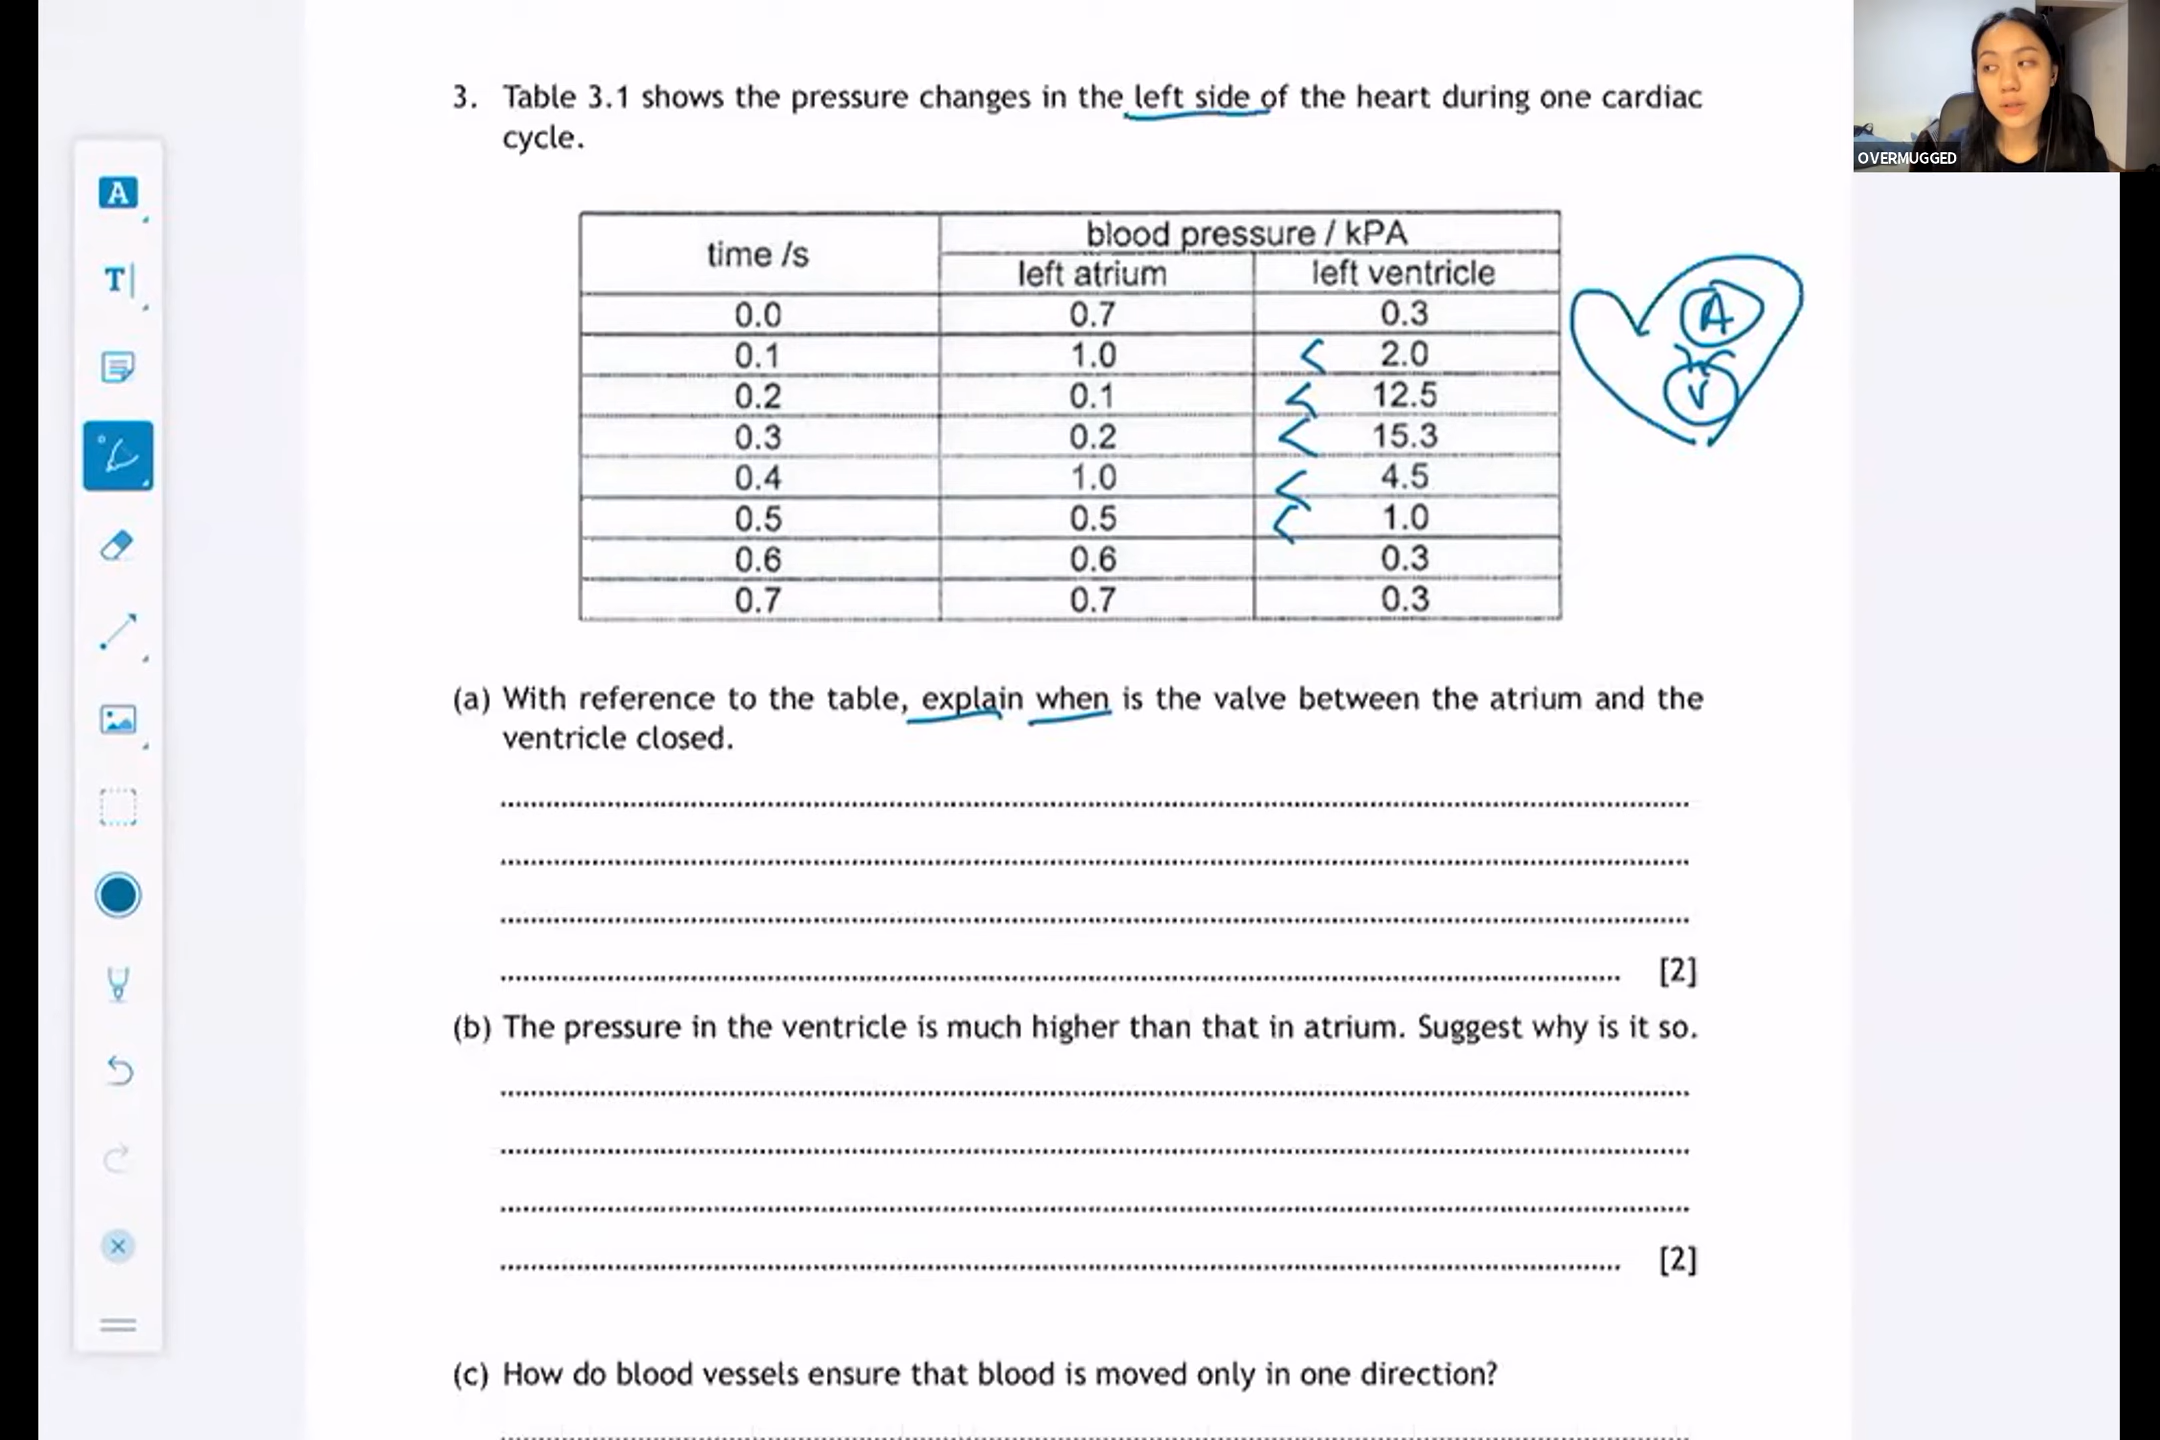 OVERMUGGED
3. Table 3.1 shows the pressure changes in the left side of the heart during one cardiac
cycle.
time /s
blood pressure / kPA
left atrium left ventricle
0.0 0.7 0.3
0.1 1.0 < 2.0
0.2 0.1 < 12.5
0.3 0.2 < 15.3
0.4 1.0 < 4.5
0.5 0.5 < 1.0
0.6 0.6 0.3
0.7 0.7 0.3
A
V
(a) With reference to the table, explain when is the valve between the atrium and the
ventricle closed.
[2]
(b) The pressure in the ventricle is much higher than that in atrium. Suggest why is it so.
[2]
(c) How do blood vessels ensure that blood is moved only in one direction?
A
T